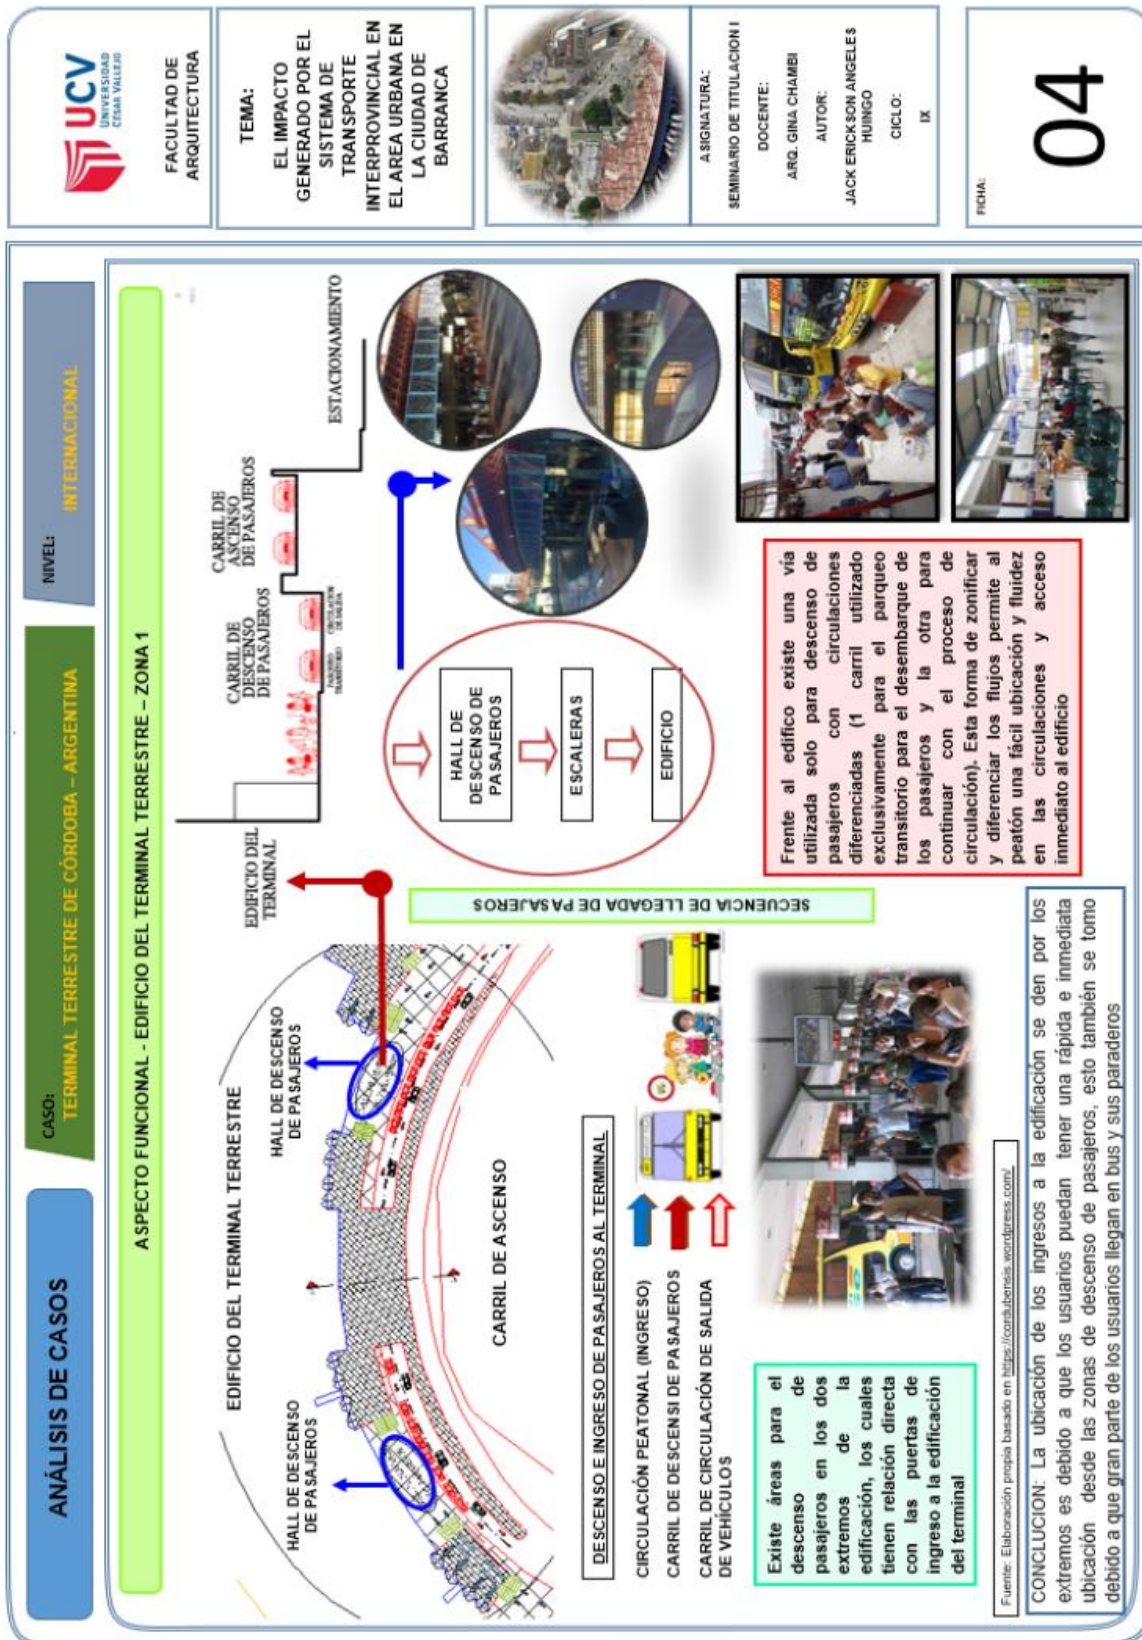 ANÁLISIS DE CASOS
CASO:
TERMINAL TERRESTRE DE CÓRDOBA – ARGENTINA
NIVEL:
INTERNACIONAL
ASPECTO FUNCIONAL - EDIFICIO DEL TERMINAL TERRESTRE – ZONA 1
EDIFICIO DEL TERMINAL TERRESTRE
HALL DE DESCENSO
DE PASAJEROS
HALL DE DESCENSO
DE PASAJEROS
CARRIL DE ASCENSO
EDIFICIO DEL
TERMINAL
CARRIL DE
DESCENSO
DE PASAJEROS
PARQUEO
TRANSITORIO
CIRCULACION
DE SALIDA
CARRIL DE
ASCENSO
DE PASAJEROS
ESTACIONAMIENTO
DESCENSO E INGRESO DE PASAJEROS AL TERMINAL
CIRCULACIÓN PEATONAL (INGRESO)
CARRIL DE DESCENSI DE PASAJEROS
CARRIL DE CIRCULACIÓN DE SALIDA
DE VEHÍCULOS
SECUENCIA DE LLEGADA DE PASAJEROS
HALL DE
DESCENSO DE
PASAJEROS
ESCALERAS
EDIFICIO
Existe áreas para el
descenso de
pasajeros en los dos
extremos de la
edificación, los cuales
tienen relación directa
con las puertas de
ingreso a la edificación
del terminal
Frente al edifico existe una vía
utilizada solo para descenso de
pasajeros con circulaciones
diferenciadas (1 carril utilizado
exclusivamente para el parqueo
transitorio para el desembarque de
los pasajeros y la otra para
continuar con el proceso de
circulación). Esta forma de zonificar
y diferenciar los flujos permite al
peatón una fácil ubicación y fluidez
en las circulaciones y acceso
inmediato al edificio
Fuente: Elaboración propia basado en https://cordubensis.wordpress.com/
CONCLUCION: La ubicación de los ingresos a la edificación se den por los
extremos es debido a que los usuarios puedan tener una rápida e inmediata
ubicación desde las zonas de descenso de pasajeros, esto también se tomo
debido a que gran parte de los usuarios llegan en bus y sus paraderos
UCV
UNIVERSIDAD
CÉSAR VALLEJO
FACULTAD DE
ARQUITECTURA
TEMA:
EL IMPACTO
GENERADO POR EL
SISTEMA DE
TRANSPORTE
INTERPROVINCIAL EN
EL AREA URBANA EN
LA CIUDAD DE
BARRANCA
ASIGNATURA:
SEMINARIO DE TITULACION I
DOCENTE:
ARQ. GINA CHAMBI
AUTOR:
JACK ERICKSON ANGELES
HUINGO
CICLO:
IX
FICHA:
04